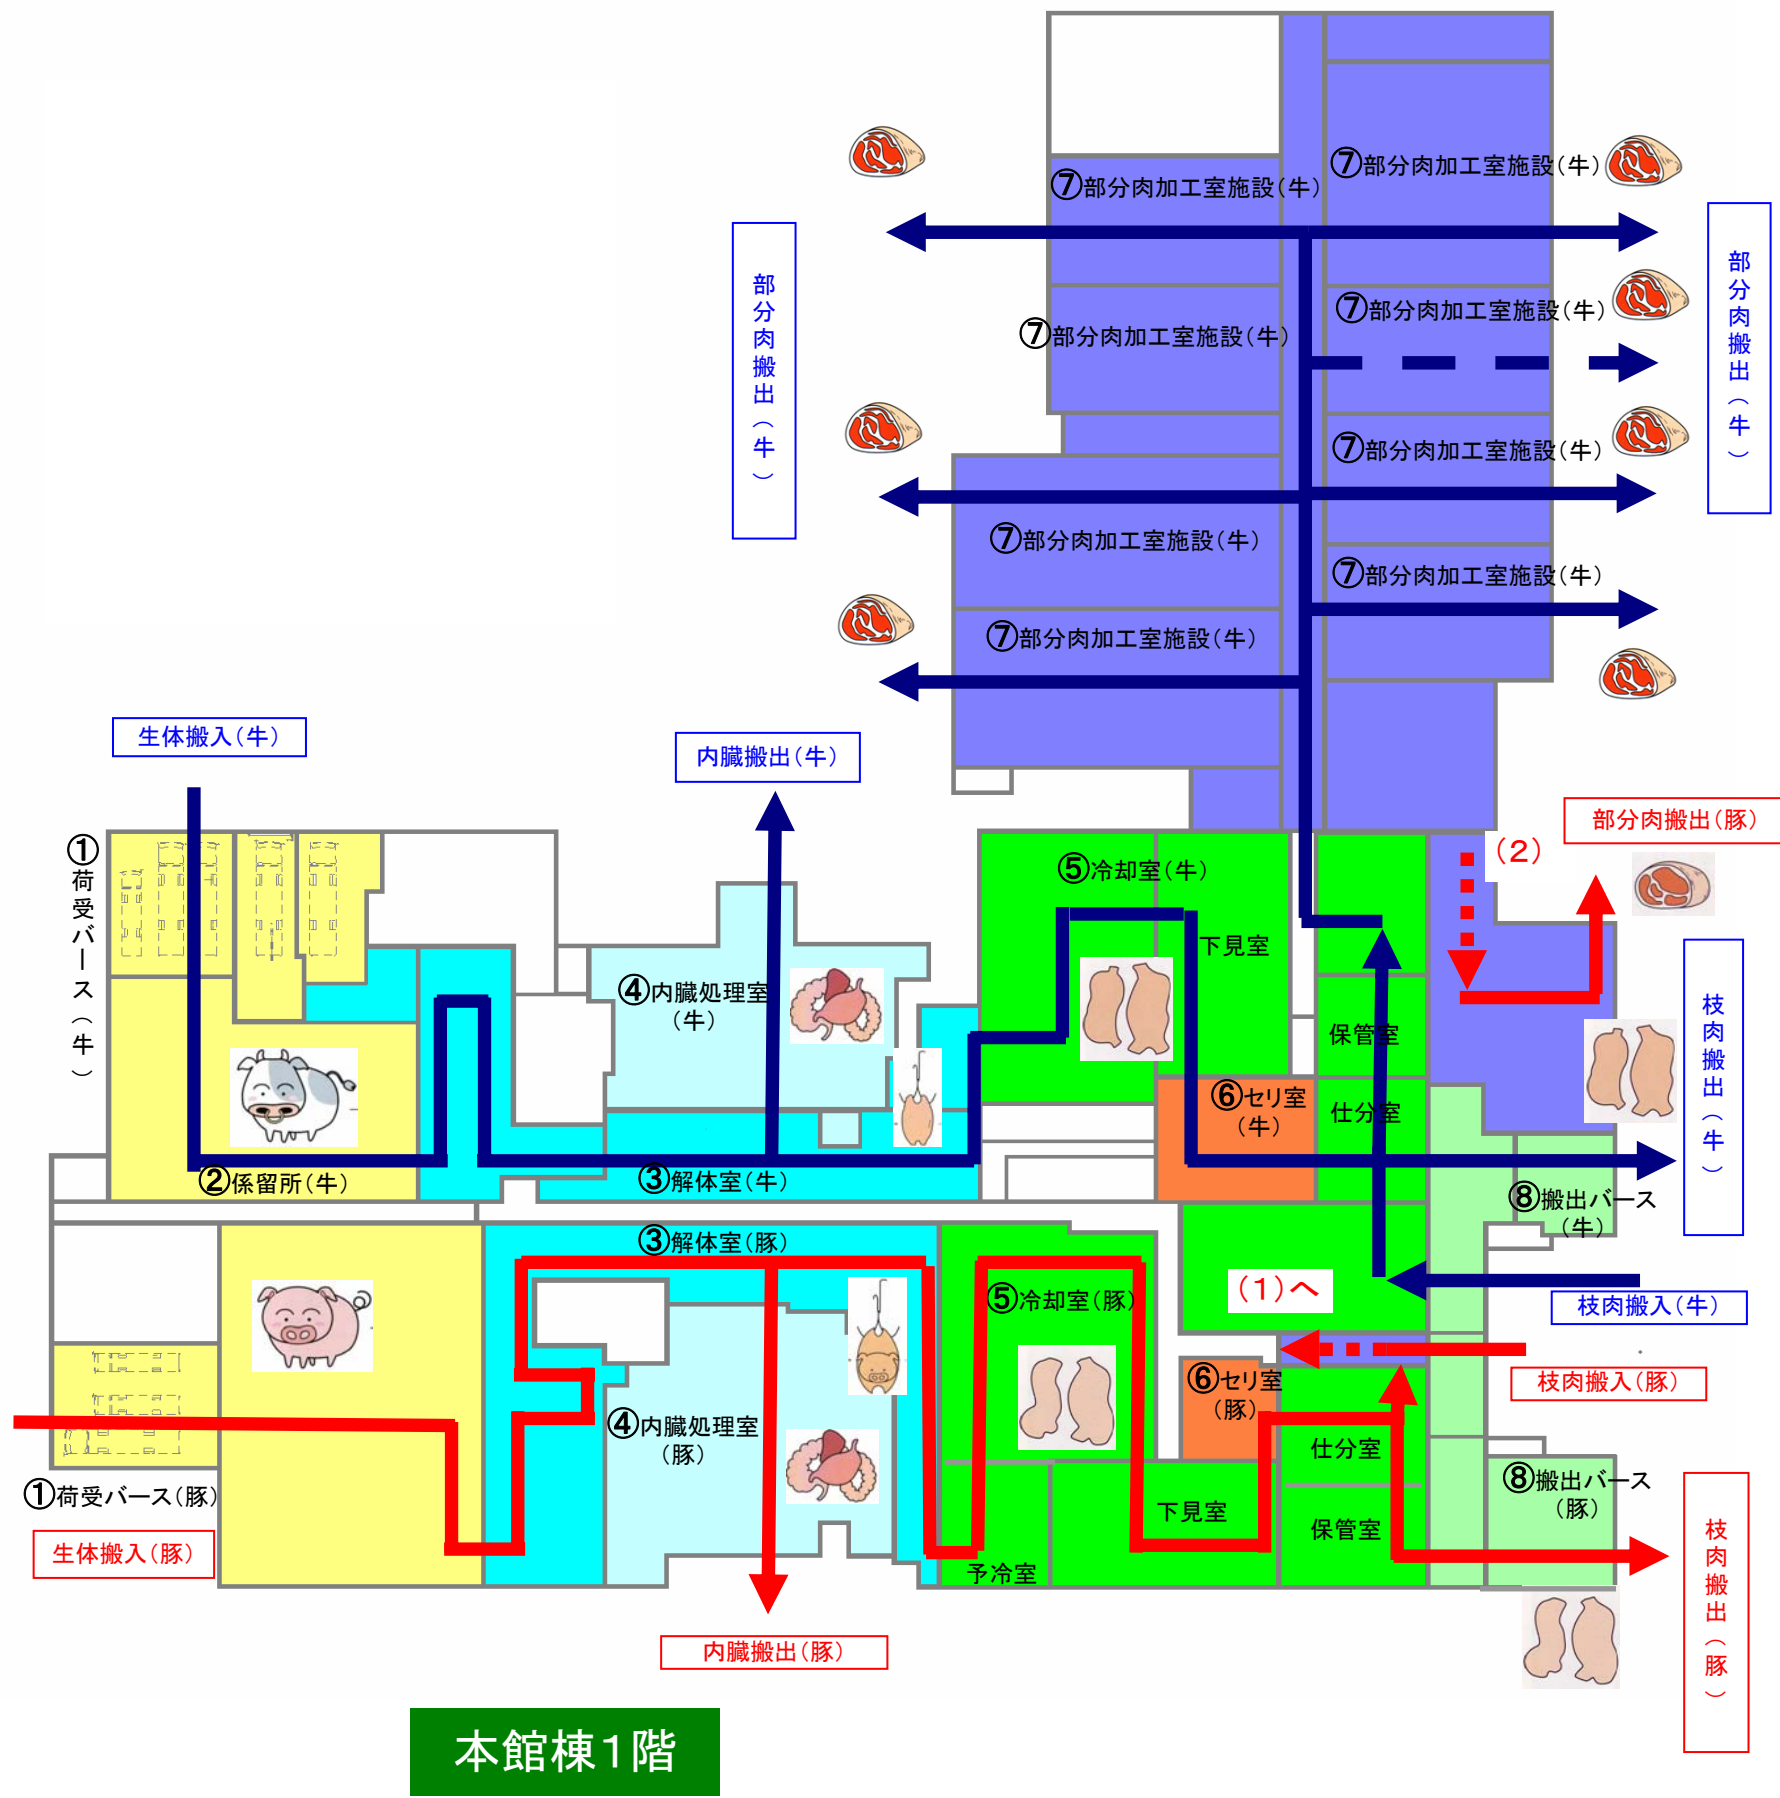 ⑦部分肉加工室施設(牛)
⑦部分肉加工室施設(牛)
部分肉搬出(牛)
部分肉搬出(牛)
⑦部分肉加工室施設(牛)
⑦部分肉加工室施設(牛)
⑦部分肉加工室施設(牛)
⑦部分肉加工室施設(牛)
⑦部分肉加工室施設(牛)
⑦部分肉加工室施設(牛)
生体搬入(牛)
内臓搬出(牛)
部分肉搬出(豚)
(2)
①荷受バース(牛)
⑤冷却室(牛)
下見室
④内臓処理室
(牛)
保管室
枝肉搬出(牛)
⑥セリ室
(牛)
仕分室
②係留所(牛)
③解体室(牛)
⑧搬出バース
(牛)
③解体室(豚)
(1)へ
⑤冷却室(豚)
枝肉搬入(牛)
枝肉搬入(豚)
⑥セリ室
(豚)
④内臓処理室
(豚)
仕分室
①荷受バース(豚)
⑧搬出バース
(豚)
下見室
保管室
生体搬入(豚)
予冷室
枝肉搬出(豚)
内臓搬出(豚)
本館棟1階